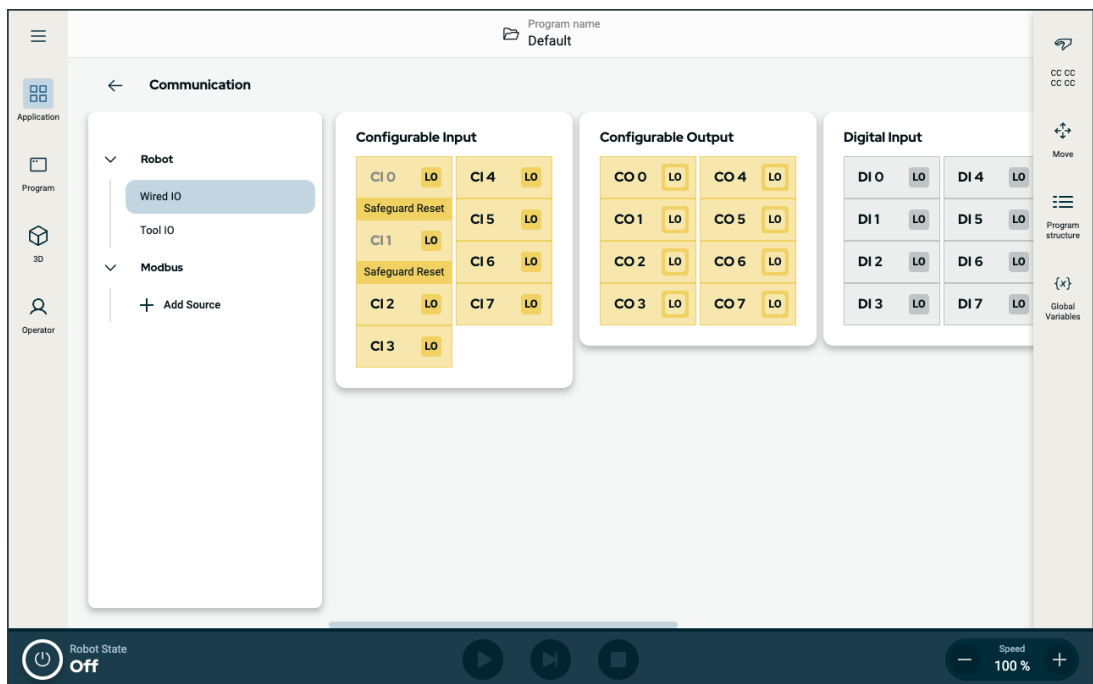 Program name
Default
Application
Program
3D
Operator
Communication
Robot
Wired IO
Tool IO
Modbus
Add Source
Configurable Input
CI 0 LO CI 4 LO
Safeguard Reset
CI 5 LO
CI 1 LO
CI 6 LO
Safeguard Reset
CI 2 LO CI 7 LO
CI 3 LO
Configurable Output
CO 0 LO CO 4 LO
CO 1 LO CO 5 LO
CO 2 LO CO 6 LO
CO 3 LO CO 7 LO
Digital Input
DI 0 LO DI 4 LO
DI 1 LO DI 5 LO
DI 2 LO DI 6 LO
DI 3 LO DI 7 LO
CC CC
CC CC
Move
Program
structure
{x}
Global
Variables
Robot State
Off
Speed
100 %